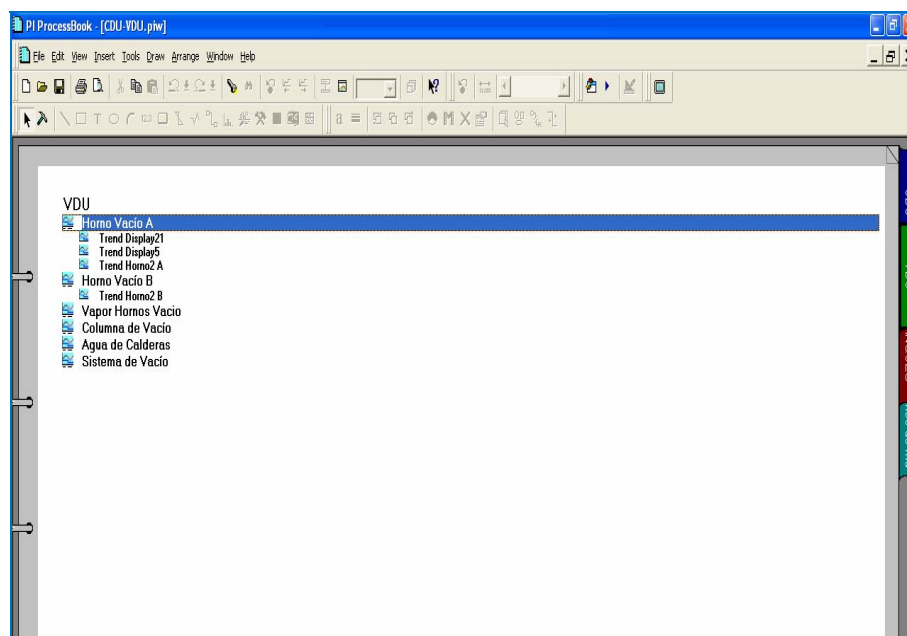 PI ProcessBook - [CDU-VDU.piw]
File Edit View Insert Tools Draw Arrange Window Help
VDU
Horno Vacío A
Trend Display21
Trend Display5
Trend Horno2 A
Horno Vacío B
Trend Horno2 B
Vapor Hornos Vacio
Columna de Vacío
Agua de Calderas
Sistema de Vacío